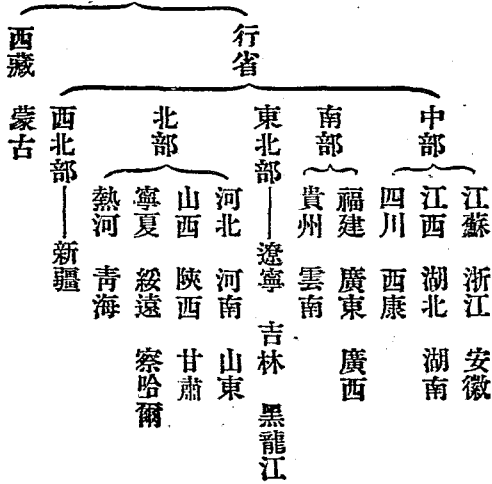 行省
中部
江蘇 浙江 安徽
江西 湖北 湖南
四川 西康
南部
福建 廣東 廣西
貴州 雲南
東北部——遼寧 吉林 黑龍江
北部
河北 河南 山東
山西 陝西 甘肅
寧夏 綏遠 察哈爾
熱河 青海
西北部——新疆
西藏 蒙古